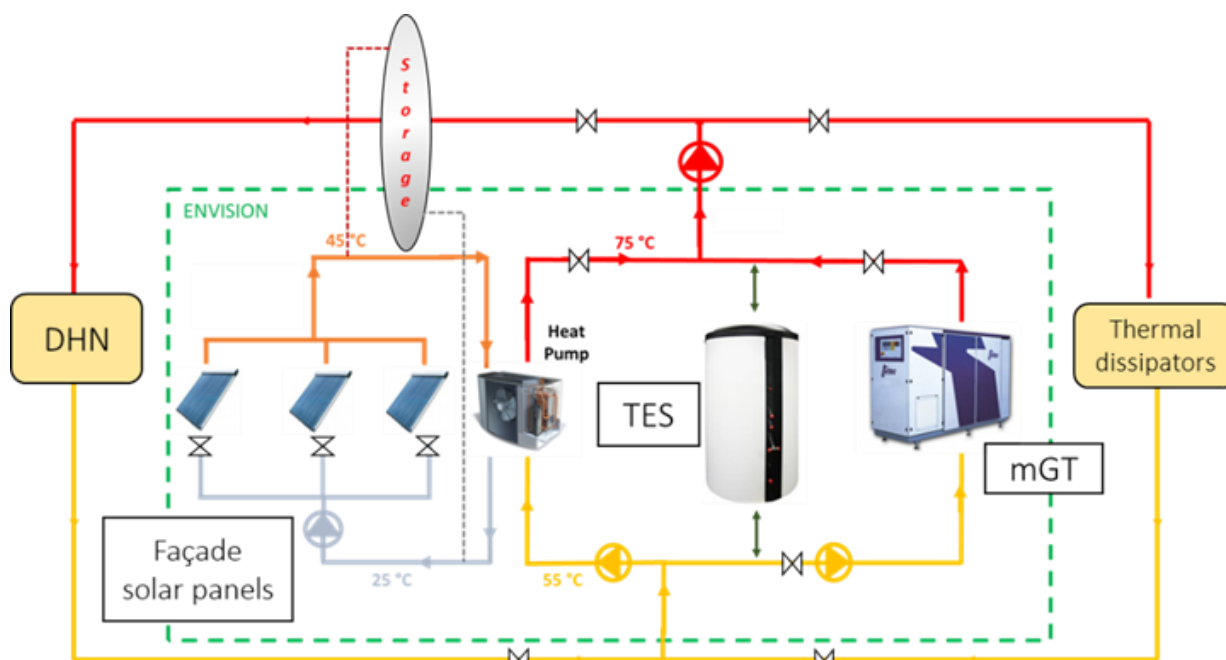 Storage
ENVISION
45 °C
75 °C
DHN
Heat
Pump
TES
Thermal
dissipators
mGT
Façade
solar panels
25 °C
55 °C